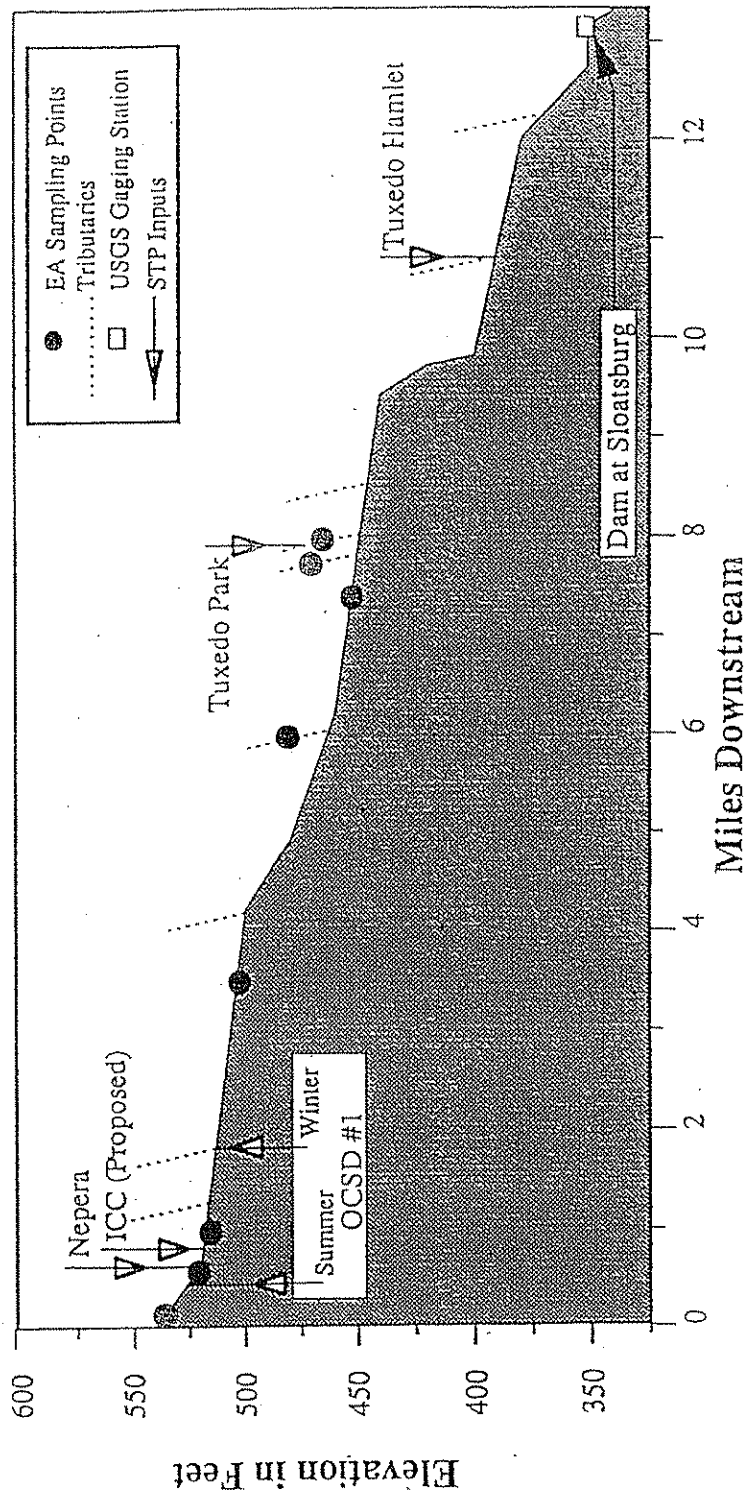 EA Sampling Points
Tributaries
USGS Gaging Station
STP Inputs
Nepera
ICC (Proposed)
Tuxedo Park
Tuxedo Hamlet
Summer
Winter
OCSD #1
Dam at Sloatsburg
600
550
500
450
400
350
Elevation in Feet
0
2
4
6
8
10
12
Miles Downstream